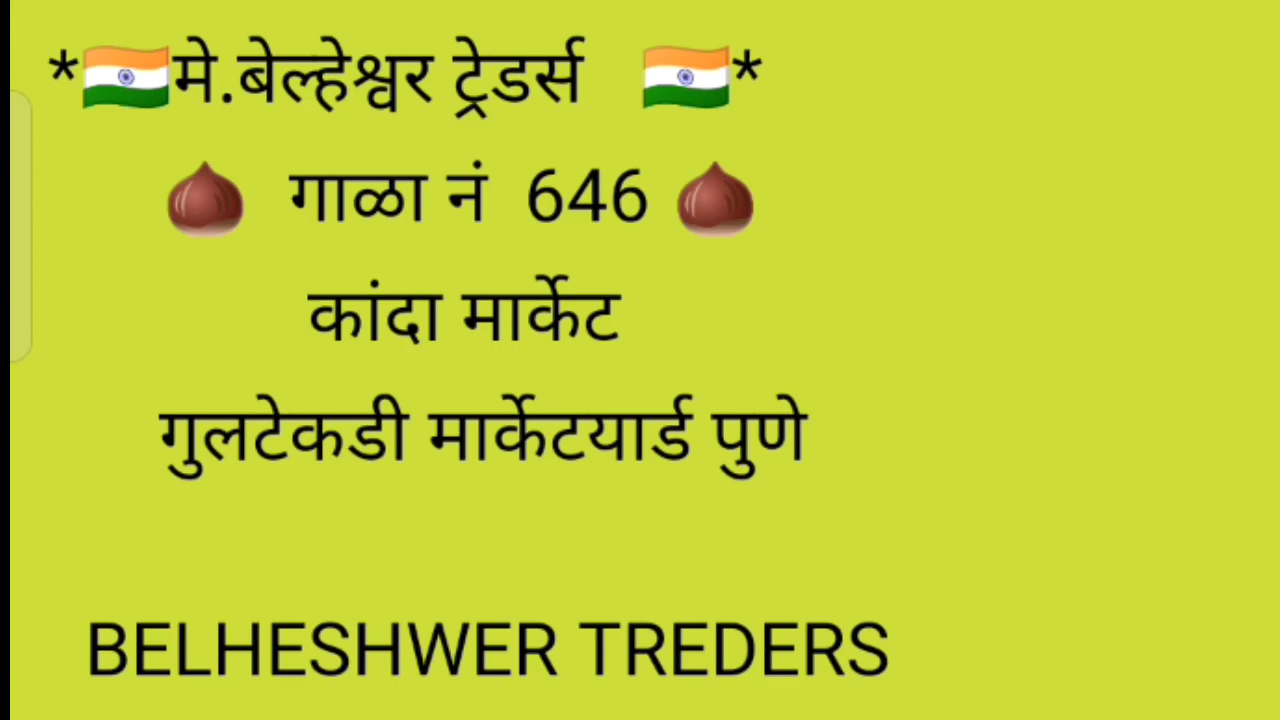 *🇮🇳मे.बेल्हेश्वर ट्रेडर्स 🇮🇳*
🌰 गाळा नं 646 🌰
कांदा मार्केट
गुलटेकडी मार्केटयार्ड पुणे
BELHESHWER TREDERS